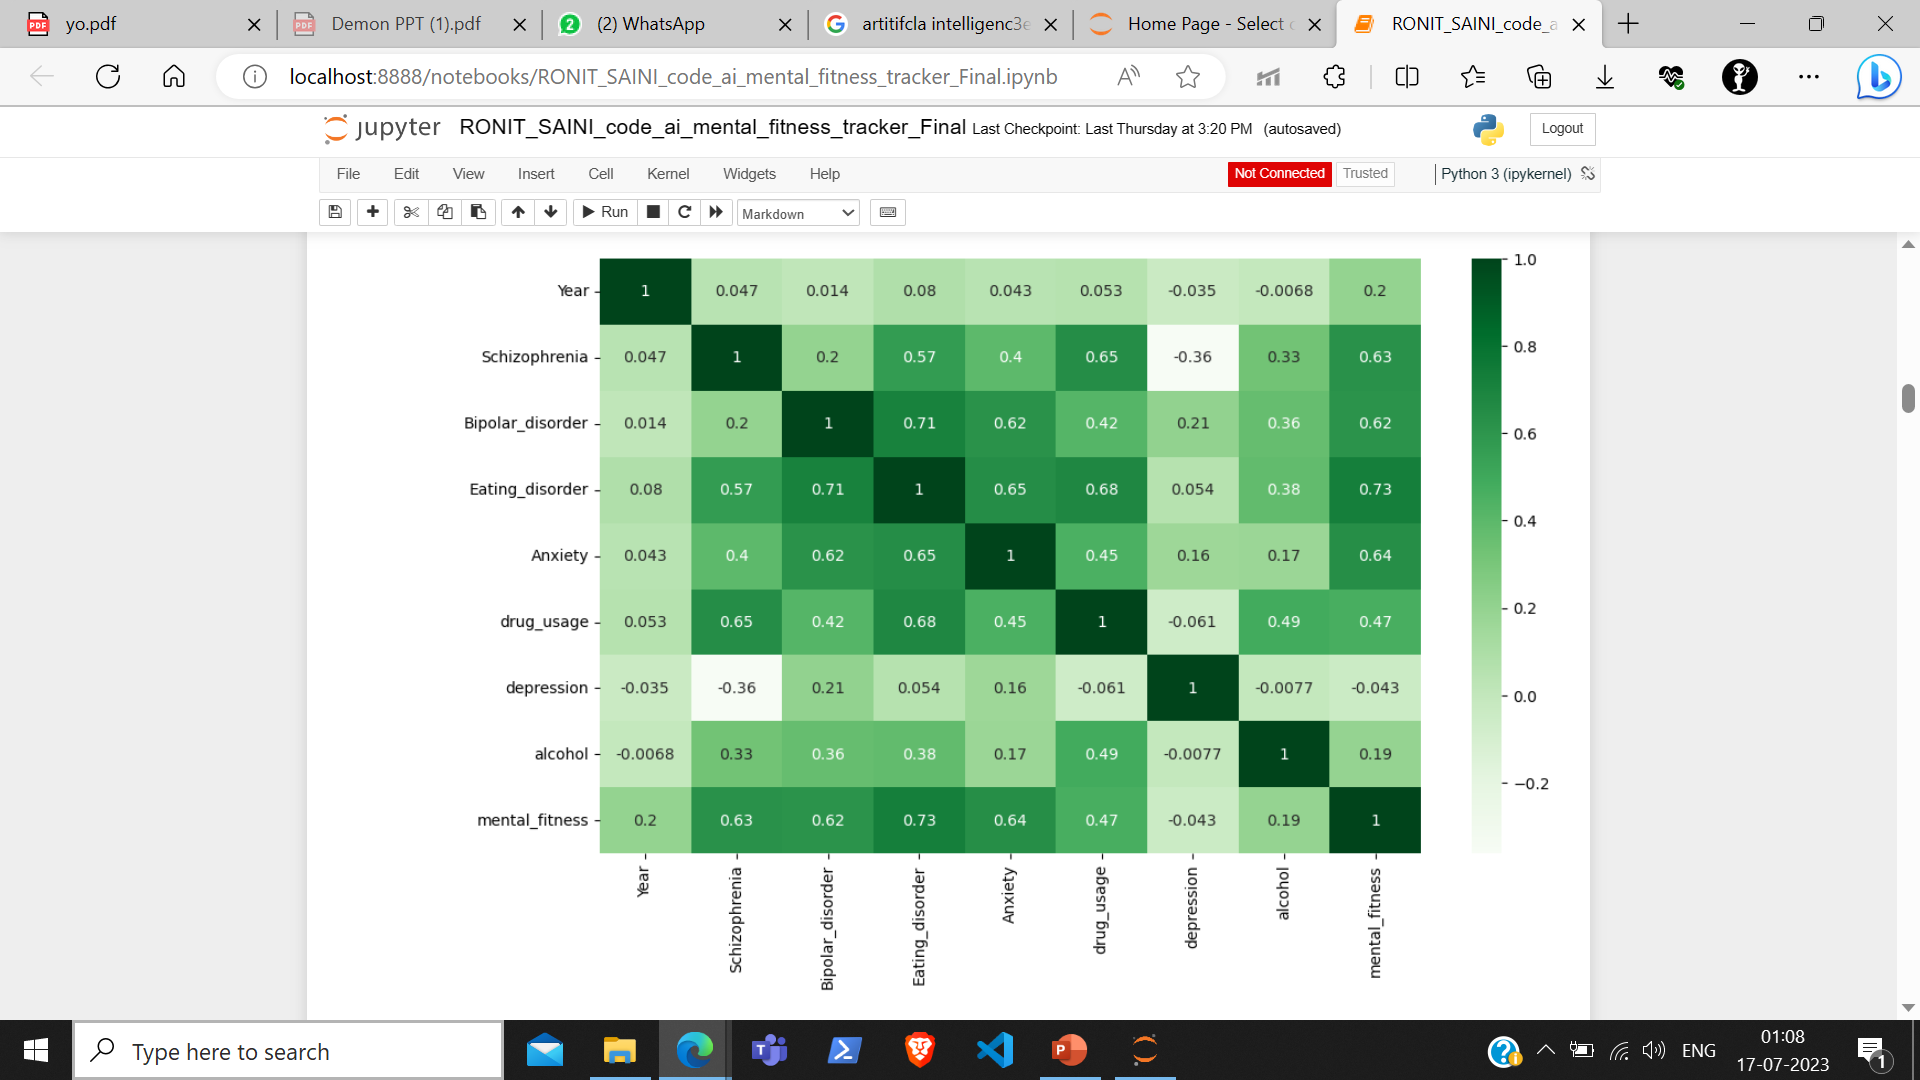 yo.pdf
Demon PPT (1).pdf
(2) WhatsApp
artitifcla intelligenc3e
Home Page - Select
RONIT_SAINI_code_a
localhost:8888/notebooks/RONIT_SAINI_code_ai_mental_fitness_tracker_Final.ipynb
jupyter RONIT_SAINI_code_ai_mental_fitness_tracker_Final Last Checkpoint: Last Thursday at 3:20 PM (autosaved)
Logout
File Edit View Insert Cell Kernel Widgets Help
Not Connected Trusted Python 3 (ipykernel)
Run Markdown
Year 1 0.047 0.014 0.08 0.043 0.053 -0.035 -0.0068 0.2
Schizophrenia 0.047 1 0.2 0.57 0.4 0.65 -0.36 0.33 0.63
Bipolar_disorder 0.014 0.2 1 0.71 0.62 0.42 0.21 0.36 0.62
Eating_disorder 0.08 0.57 0.71 1 0.65 0.68 0.054 0.38 0.73
Anxiety 0.043 0.4 0.62 0.65 1 0.45 0.16 0.17 0.64
drug_usage 0.053 0.65 0.42 0.68 0.45 1 -0.061 0.49 0.47
depression -0.035 -0.36 0.21 0.054 0.16 -0.061 1 -0.0077 -0.043
alcohol -0.0068 0.33 0.36 0.38 0.17 0.49 -0.0077 1 0.19
mental_fitness 0.2 0.63 0.62 0.73 0.64 0.47 -0.043 0.19 1
Year
Schizophrenia
Bipolar_disorder
Eating_disorder
Anxiety
drug_usage
depression
alcohol
mental_fitness
1.0
0.8
0.6
0.4
0.2
0.0
−0.2
Type here to search
ENG
01:08
17-07-2023
1